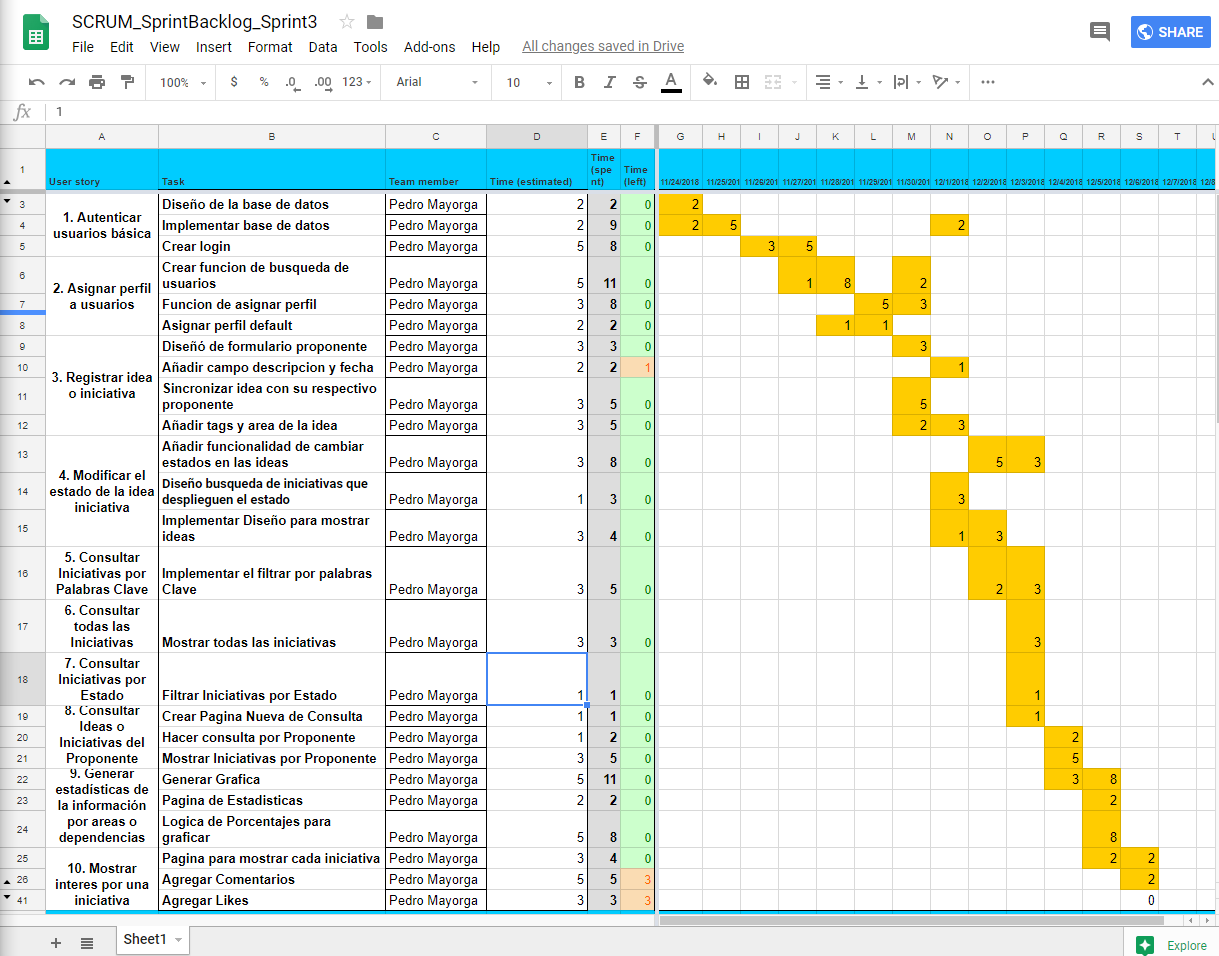 SCRUM_SprintBacklog_Sprint3
File Edit View Insert Format Data Tools Add-ons Help All changes saved in Drive
SHARE
100% $ % .0 .00 123 Arial 10 B I S A
fx 1
A B C D E F G H I J K L M N O P Q R S T
1 User story Task Team member Time (estimated) Time (spent) Time (left) 11/24/2018 11/25/201 11/26/201 11/27/201 11/28/201 11/29/201 11/30/201 12/1/2018 12/2/2018 12/3/2018 12/4/2018 12/5/2018 12/6/2018 12/7/2018 12/8
1. Autenticar usuarios básica
3 Diseño de la base de datos Pedro Mayorga 2 2 0 2
4 Implementar base de datos Pedro Mayorga 2 9 0 2 5 2
5 Crear login Pedro Mayorga 5 8 0 3 5
2. Asignar perfil a usuarios
6 Crear funcion de busqueda de usuarios Pedro Mayorga 5 11 0 1 8 2
7 Funcion de asignar perfil Pedro Mayorga 3 8 0 5 3
8 Asignar perfil default Pedro Mayorga 2 2 0 1 1
3. Registrar idea o iniciativa
9 Diseñó de formulario proponente Pedro Mayorga 3 3 0 3
10 Añadir campo descripcion y fecha Pedro Mayorga 2 2 1 1
11 Sincronizar idea con su respectivo proponente Pedro Mayorga 3 5 0 5
12 Añadir tags y area de la idea Pedro Mayorga 3 5 0 2 3
4. Modificar el estado de la idea iniciativa
13 Añadir funcionalidad de cambiar estados en las ideas Pedro Mayorga 3 8 0 5 3
14 Diseño busqueda de iniciativas que desplieguen el estado Pedro Mayorga 1 3 0 3
15 Implementar Diseño para mostrar ideas Pedro Mayorga 3 4 0 1 3
5. Consultar Iniciativas por Palabras Clave
16 Implementar el filtrar por palabras Clave Pedro Mayorga 3 5 0 2 3
6. Consultar todas las Iniciativas
17 Mostrar todas las iniciativas Pedro Mayorga 3 3 0 3
7. Consultar Iniciativas por Estado
18 Filtrar Iniciativas por Estado Pedro Mayorga 1 1 0 1
8. Consultar Ideas o Iniciativas del Proponente
19 Crear Pagina Nueva de Consulta Pedro Mayorga 1 1 0 1
20 Hacer consulta por Proponente Pedro Mayorga 1 2 0 2
21 Mostrar Iniciativas por Proponente Pedro Mayorga 3 5 0 5
9. Generar estadísticas de la información por areas o dependencias
22 Generar Grafica Pedro Mayorga 5 11 0 3 8
23 Pagina de Estadisticas Pedro Mayorga 2 2 0 2
24 Logica de Porcentajes para graficar Pedro Mayorga 5 8 0 8
10. Mostrar interes por una iniciativa
25 Pagina para mostrar cada iniciativa Pedro Mayorga 3 4 0 2 2
26 Agregar Comentarios Pedro Mayorga 5 5 3 2
41 Agregar Likes Pedro Mayorga 3 3 3 0
Sheet1 Explore